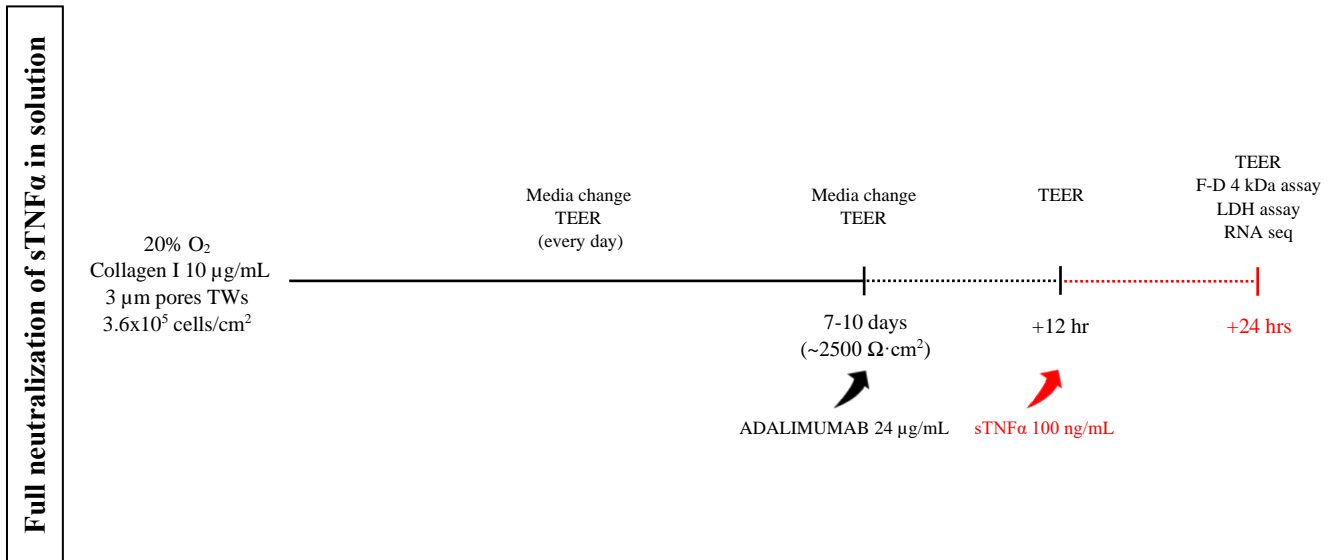 Full neutralization of sTNFα in solution
20% O₂
Collagen I 10 µg/mL
3 µm pores TWs
3.6x10⁵ cells/cm²
Media change
TEER
(every day)
Media change
TEER
7-10 days
(~2500 Ω·cm²)
ADALIMUMAB 24 µg/mL
TEER
+12 hr
sTNFα 100 ng/mL
TEER
F-D 4 kDa assay
LDH assay
RNA seq
+24 hrs